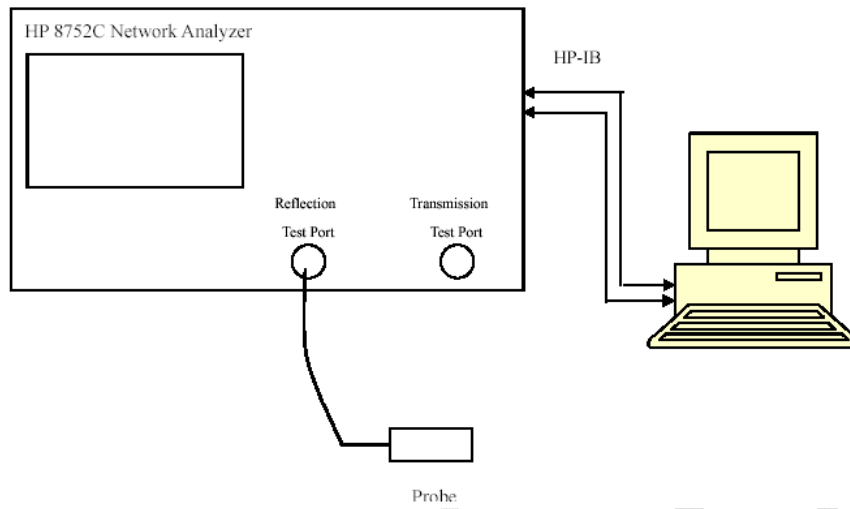 HP 8752C Network Analyzer
HP-IB
Reflection
Test Port
Transmission
Test Port
Probe